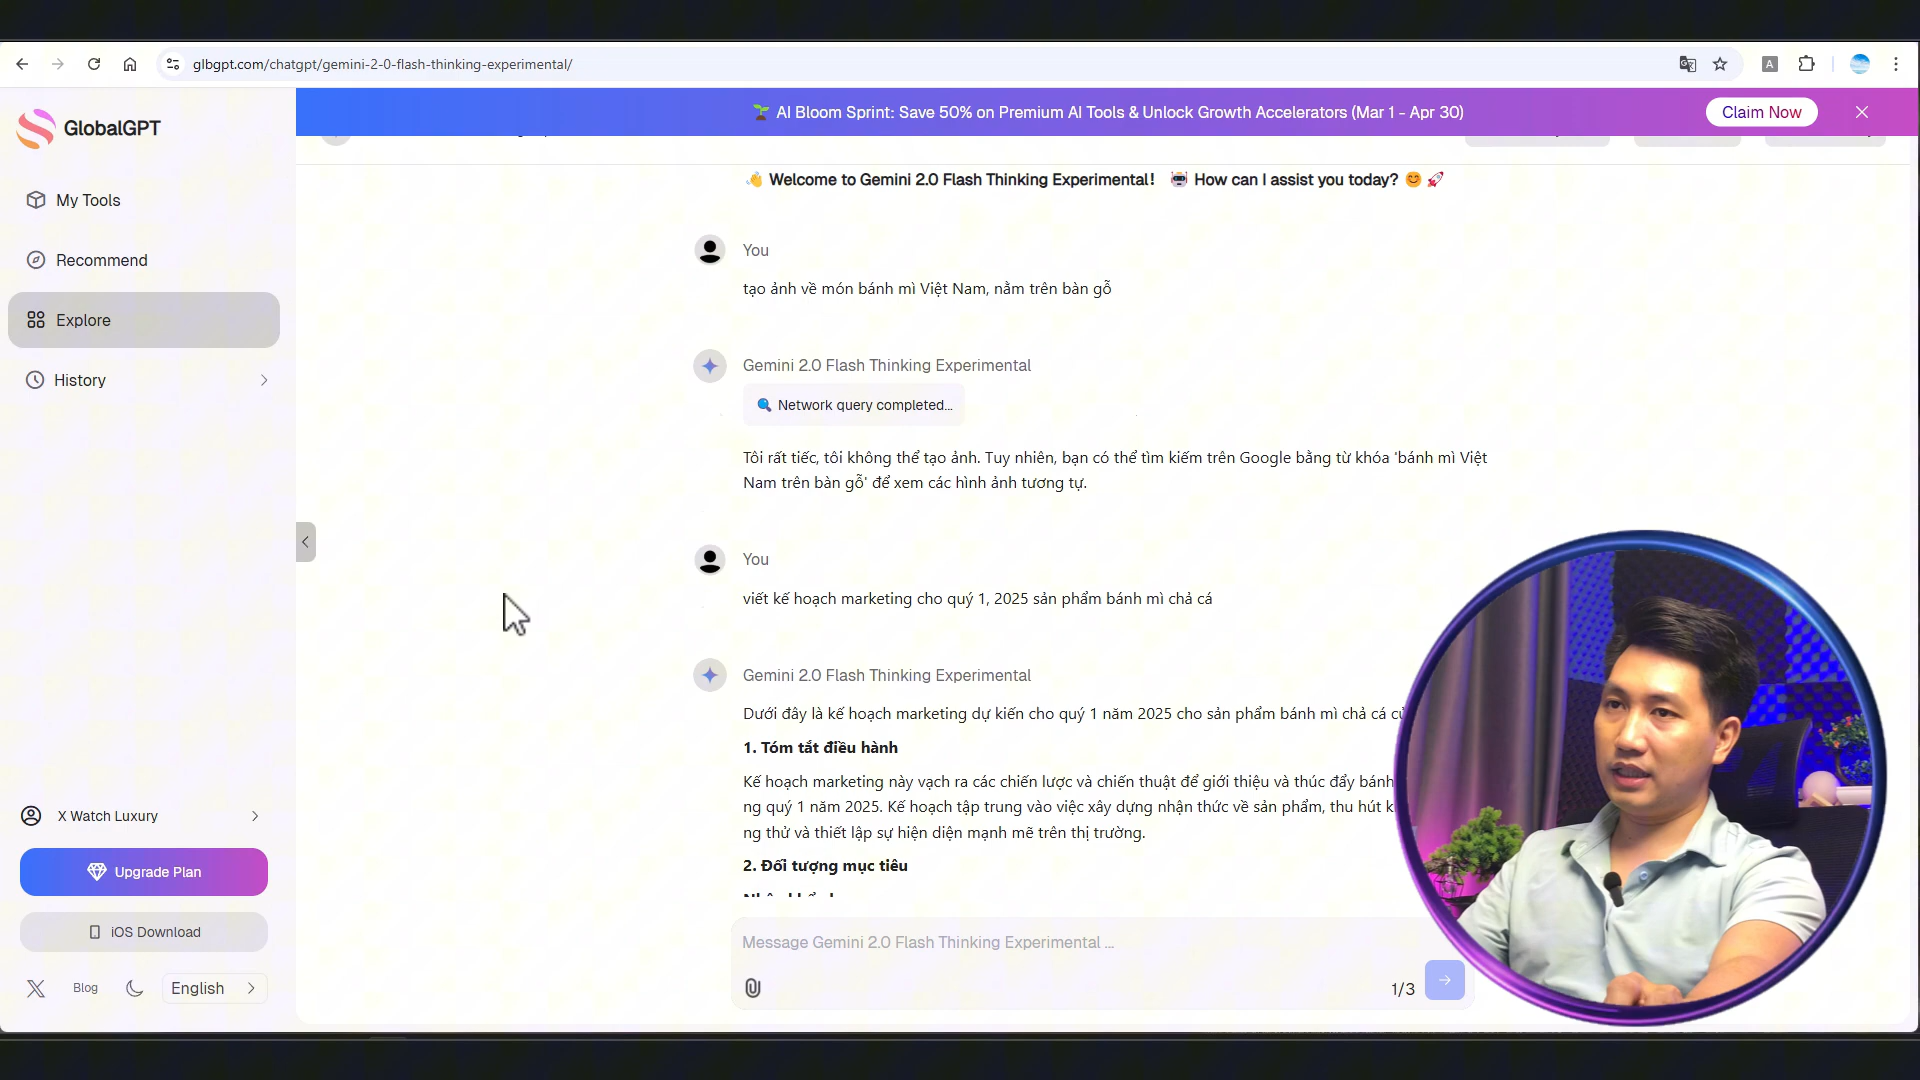 glbgpt.com/chatgpt/gemini-2-0-flash-thinking-experimental/
GlobalGPT
🌱 AI Bloom Sprint: Save 50% on Premium AI Tools & Unlock Growth Accelerators (Mar 1 - Apr 30)
Claim Now
My Tools
Recommend
Explore
History
👋 Welcome to Gemini 2.0 Flash Thinking Experimental! 🤖 How can I assist you today? 😊 🚀
You
tạo ảnh về món bánh mì Việt Nam, nằm trên bàn gỗ
Gemini 2.0 Flash Thinking Experimental
🔍 Network query completed...
Tôi rất tiếc, tôi không thể tạo ảnh. Tuy nhiên, bạn có thể tìm kiếm trên Google bằng từ khóa 'bánh mì Việt
Nam trên bàn gỗ' để xem các hình ảnh tương tự.
You
viết kế hoạch marketing cho quý 1, 2025 sản phẩm bánh mì chả cá
Gemini 2.0 Flash Thinking Experimental
Dưới đây là kế hoạch marketing dự kiến cho quý 1 năm 2025 cho sản phẩm bánh mì chả cá
1. Tóm tắt điều hành
Kế hoạch marketing này vạch ra các chiến lược và chiến thuật để giới thiệu và thúc đẩy bánh
ng quý 1 năm 2025. Kế hoạch tập trung vào việc xây dựng nhận thức về sản phẩm, thu hút
ng thử và thiết lập sự hiện diện mạnh mẽ trên thị trường.
2. Đối tượng mục tiêu
Message Gemini 2.0 Flash Thinking Experimental ...
1/3
X Watch Luxury
Upgrade Plan
iOS Download
Blog
English